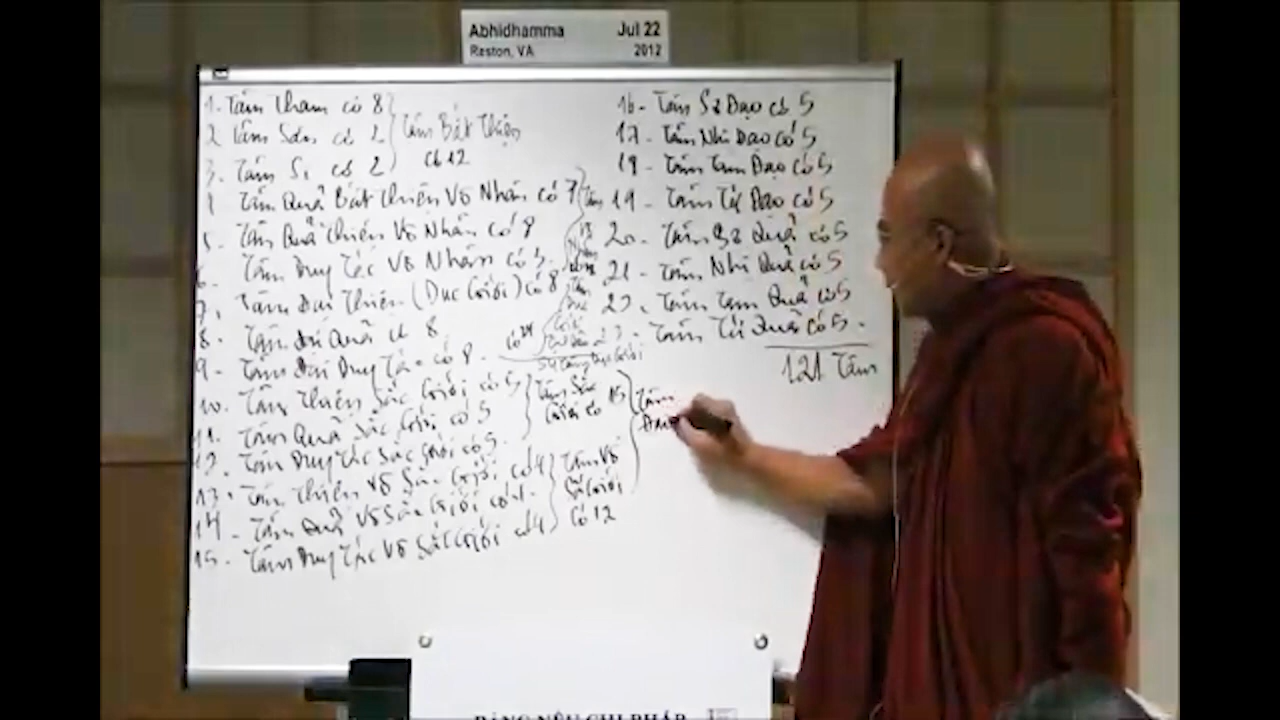 Abhidhamma Jul 22
Reston, VA 2012
1. Tâm Tham có 8
2 Tâm Sân có 2
3. Tâm Si có 2
Tâm Bất Thiện
Có 12
Tâm Quả Bất Thiện Vô Nhân có 7
5. Tâm Quả Thiện Vô Nhân có 8
6. Tâm Duy Tác Vô Nhân có 3.
7. Tâm Đại Thiện (Dục Giới) có 8
8. Tâm Đại Quả có 8
9. Tâm Đại Duy Tác có 8.
10. Tâm Thiện Sắc Giới có 5
11. Tâm Quả Sắc Giới có 5
12. Tâm Duy Tác Sắc Giới có 5.
Tâm Sắc
Giới có 15
13. Tâm Thiện Vô Sắc Giới có 4
14. Tâm Quả Vô Sắc Giới có 4.
15. Tâm Duy Tác Vô Sắc Giới có 4
Tâm Vô
Sắc Giới
Có 12
Tâm
16. Tâm Sơ Đạo có 5
17. Tâm Nhị Đạo có 5
18. Tâm Tam Đạo có 5
19. Tâm Tứ Đạo có 5
20. Tâm Sơ Quả có 5
21. Tâm Nhị Quả có 5
Tâm Tam Quả có 5
Tâm Tứ Quả có 5.
121 Tâm
BẢNG NÊU CHI PHÁP